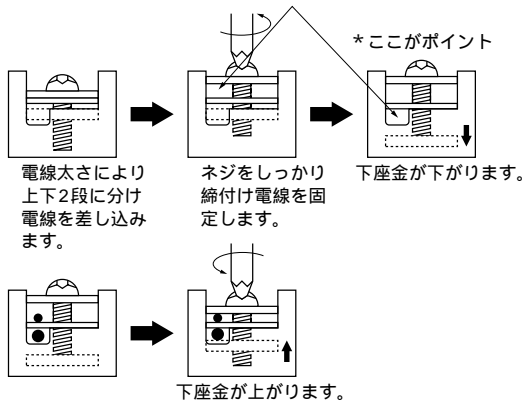 *ここがポイント
電線太さにより
上下2段に分け
電線を差し込み
ます。
ネジをしっかり
締付け電線を固
定します。
下座金が下がります。
下座金が上がります。